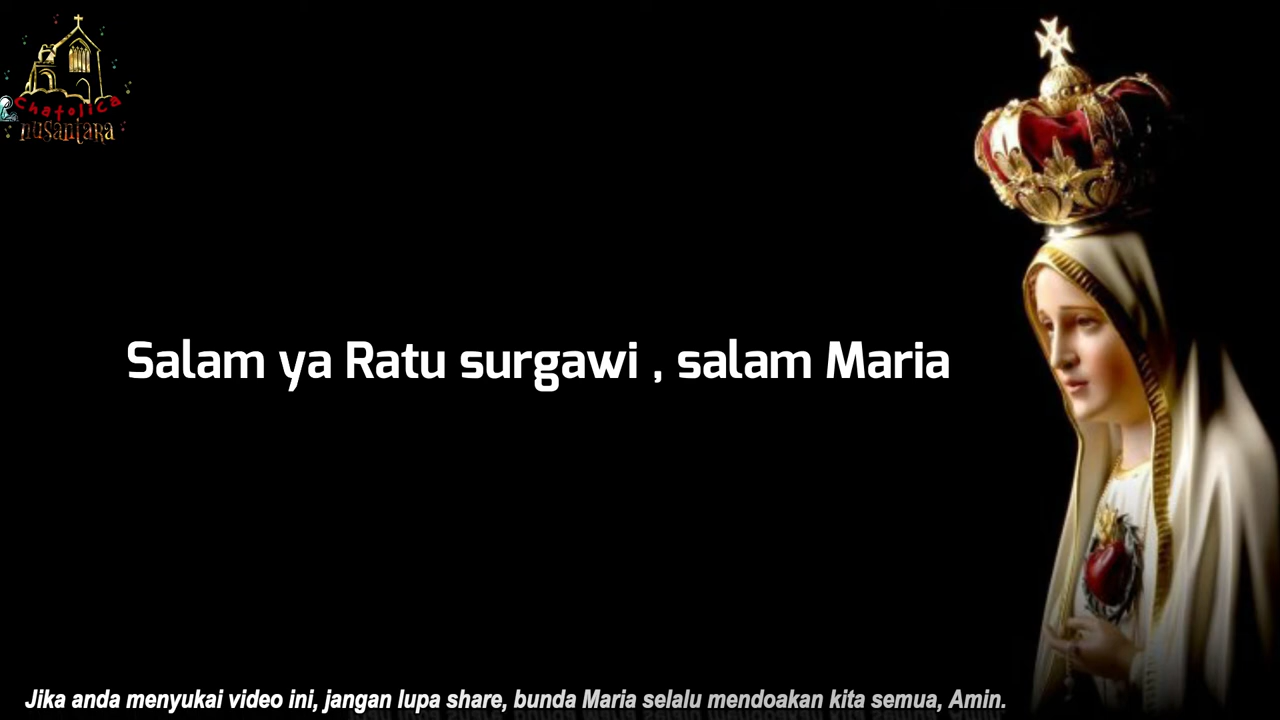 Chatolica
nusantara
Salam ya Ratu surgawi , salam Maria
Jika anda menyukai video ini, jangan lupa share, bunda Maria selalu mendoakan kita semua, Amin.